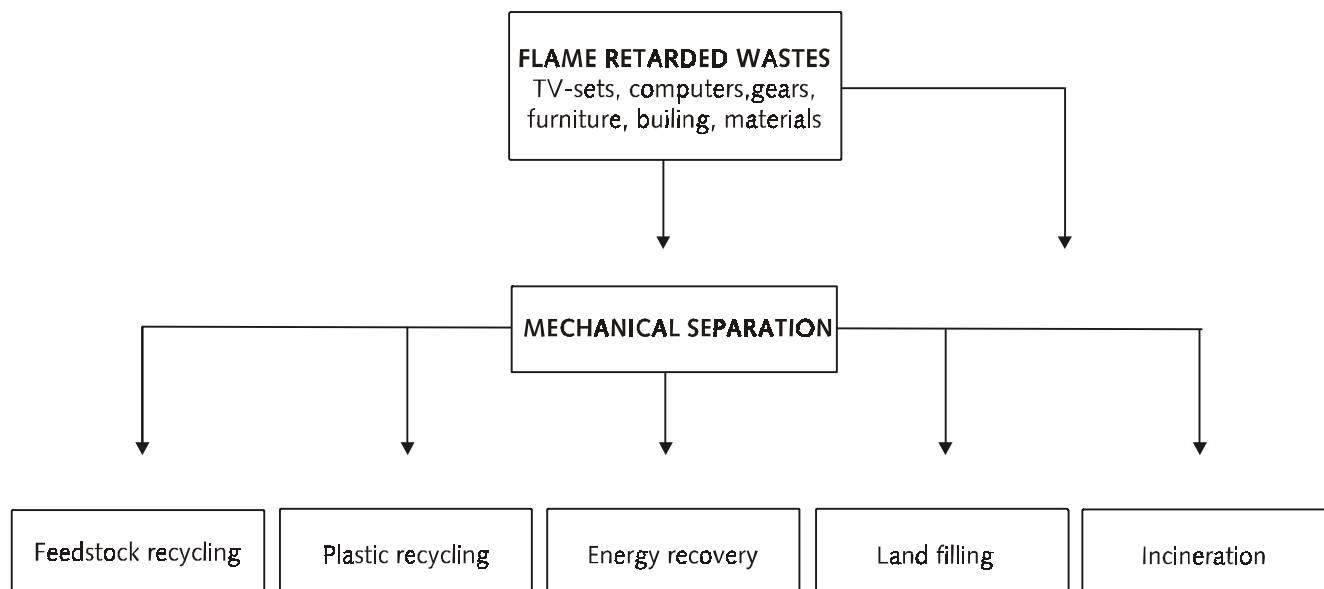 FLAME RETARDED WASTES
TV-sets, computers,gears,
furniture, builing, materials
MECHANICAL SEPARATION
Feedstock recycling
Plastic recycling
Energy recovery
Land filling
Incineration